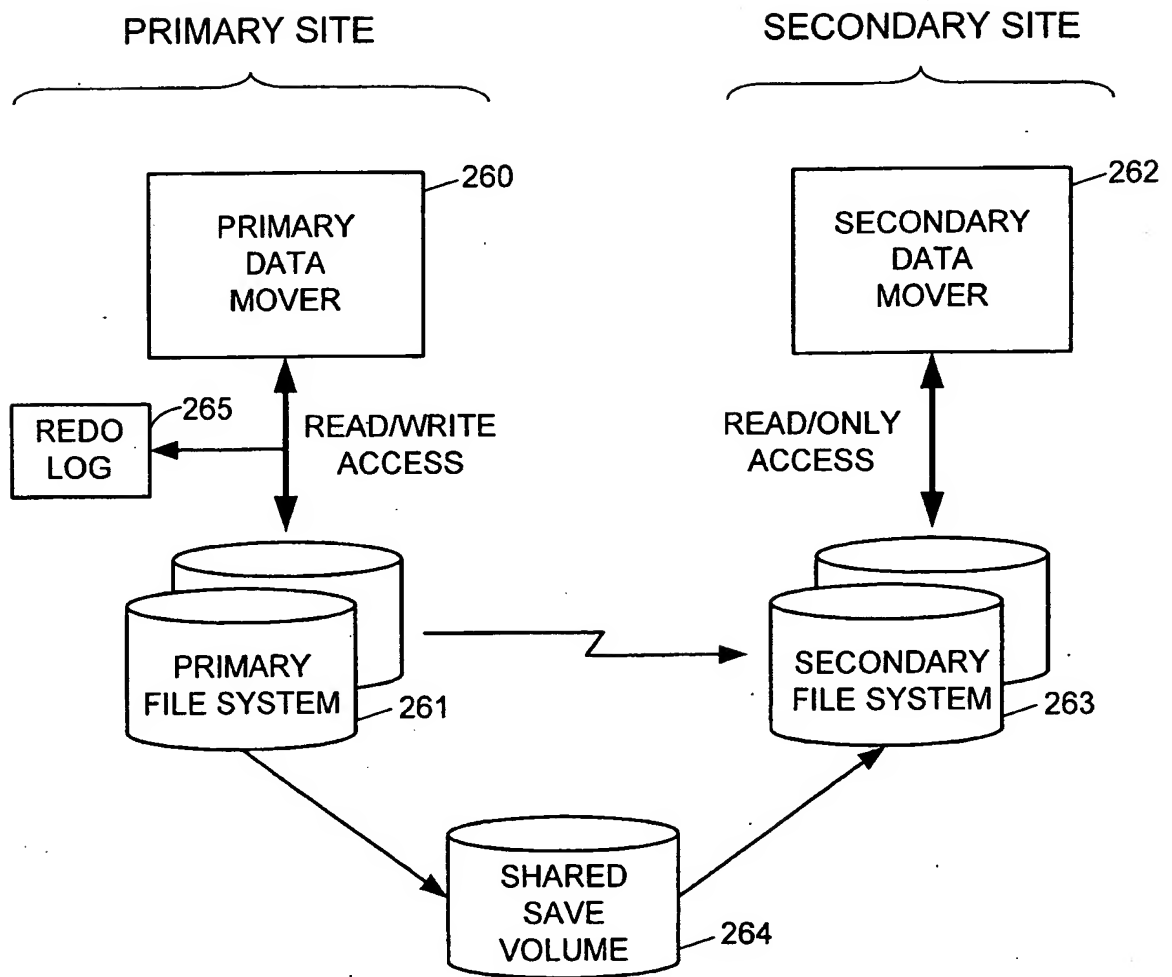 PRIMARY SITE
SECONDARY SITE
260
PRIMARY
DATA
MOVER
262
SECONDARY
DATA
MOVER
265
REDO
LOG
READ/WRITE
ACCESS
READ/ONLY
ACCESS
PRIMARY
FILE SYSTEM
261
SECONDARY
FILE SYSTEM
263
SHARED
SAVE
VOLUME
264